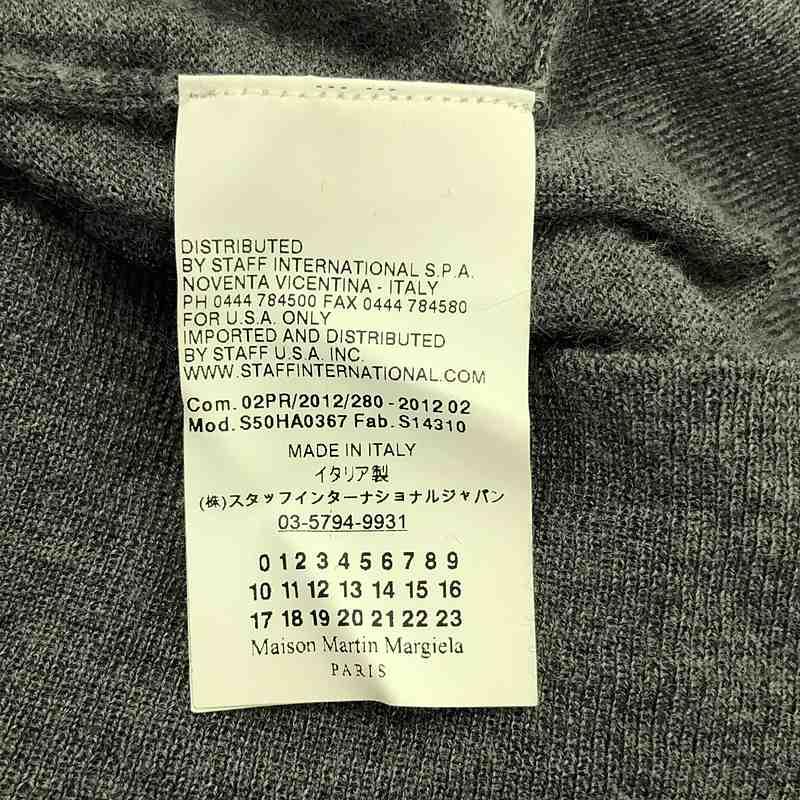 DISTRIBUTED
BY STAFF INTERNATIONAL S.P.A.
NOVENTA VICENTINA - ITALY
PH 0444 784500 FAX 0444 784580
FOR U.S.A. ONLY
IMPORTED AND DISTRIBUTED
BY STAFF U.S.A. INC.
WWW.STAFFINTERNATIONAL.COM
Com. 02PR/2012/280 - 2012 02
Mod. S50HA0367 Fab. S14310
MADE IN ITALY
イタリア製
(株)スタッフインターナショナルジャパン
03-5794-9931
0 1 2 3 4 5 6 7 8 9
10 11 12 13 14 15 16
17 18 19 20 21 22 23
Maison Martin Margiela
PARIS